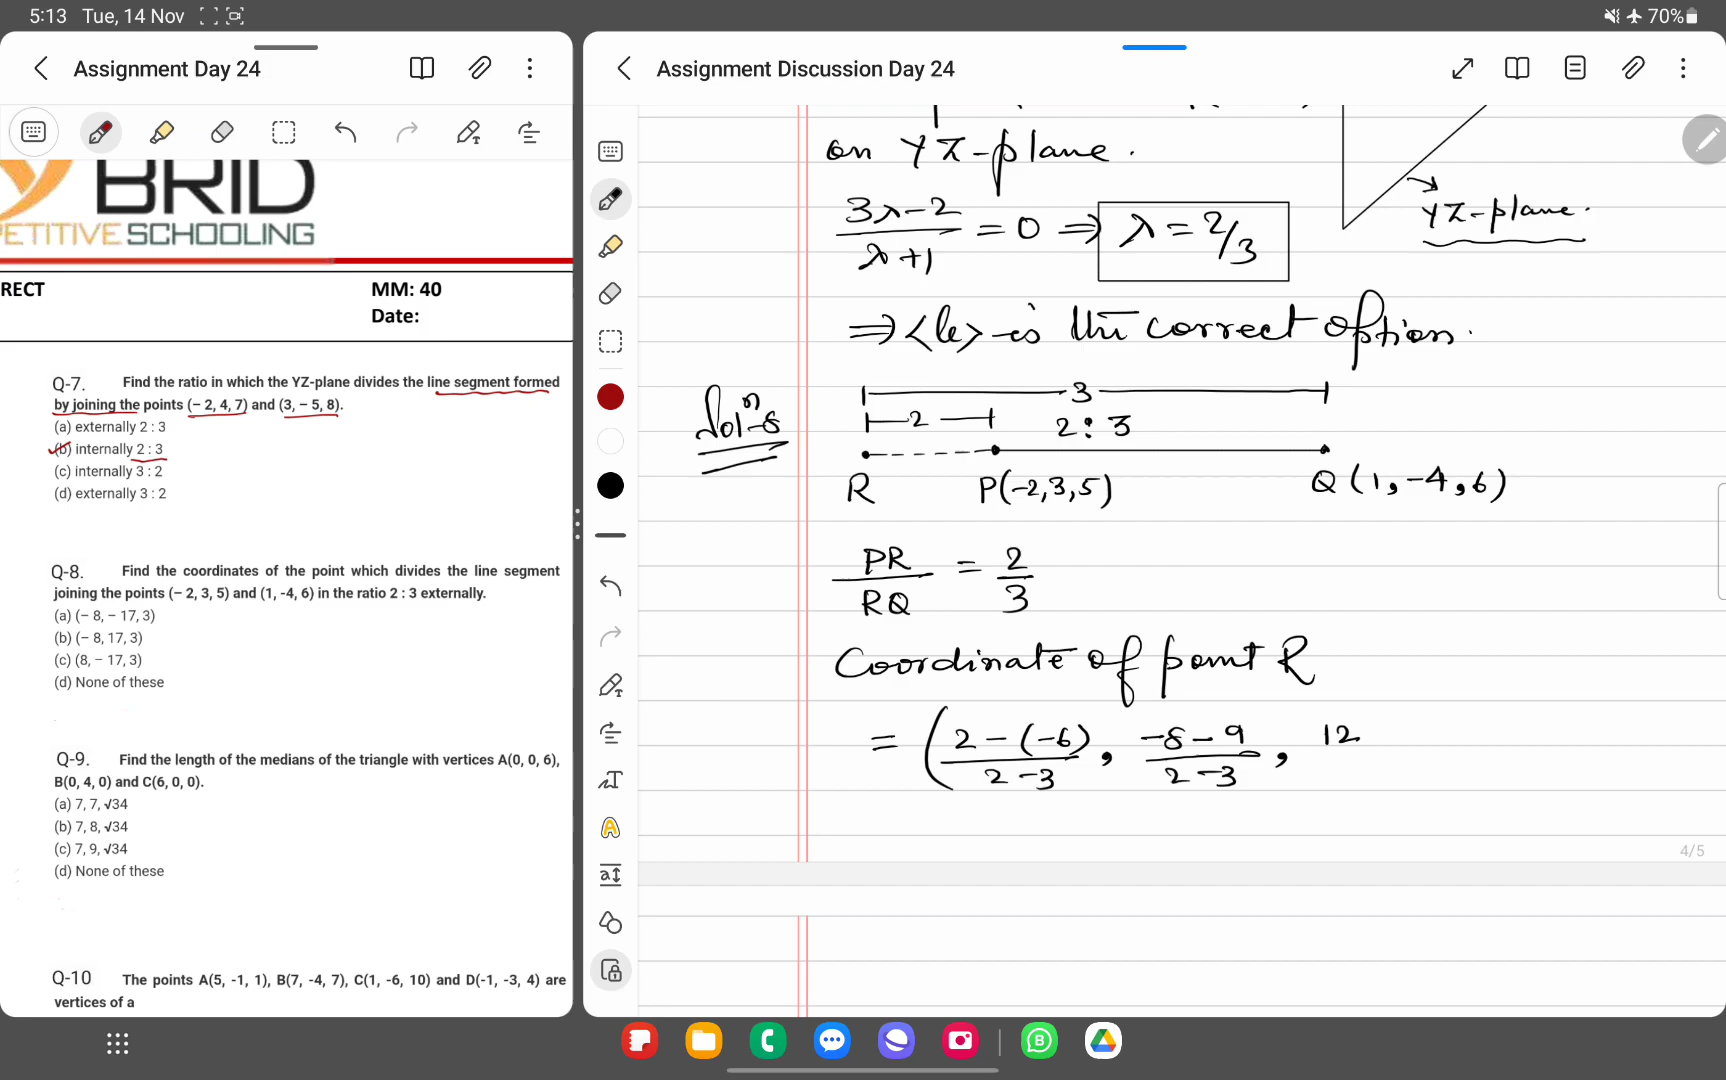 5:13 Tue, 14 Nov
70%
Assignment Day 24
BRID
PETITIVE SCHOOLING
RECT
MM: 40
Date:
Q-7. Find the ratio in which the YZ-plane divides the line segment formed
by joining the points (– 2, 4, 7) and (3, – 5, 8).
(a) externally 2 : 3
(b) internally 2 : 3
(c) internally 3 : 2
(d) externally 3 : 2
Q-8. Find the coordinates of the point which divides the line segment
joining the points (– 2, 3, 5) and (1, -4, 6) in the ratio 2 : 3 externally.
(a) (– 8, – 17, 3)
(b) (– 8, 17, 3)
(c) (8, – 17, 3)
(d) None of these
Q-9. Find the length of the medians of the triangle with vertices A(0, 0, 6),
B(0, 4, 0) and C(6, 0, 0).
(a) 7, 7, √34
(b) 7, 8, √34
(c) 7, 9, √34
(d) None of these
Q-10 The points A(5, -1, 1), B(7, -4, 7), C(1, -6, 10) and D(-1, -3, 4) are
vertices of a
Assignment Discussion Day 24
on YZ-plane.
YZ-plane.
3λ-2/λ+1 = 0 ⇒ λ = 2/3
⇒ <b> is the correct option.
3
Solⁿ-8
2
2 : 3
R P(-2,3,5) Q (1, -4, 6)
PR/RQ = 2/3
Coordinate of point R
= (2-(-6)/2-3, -8-9/2-3, 12
4/5